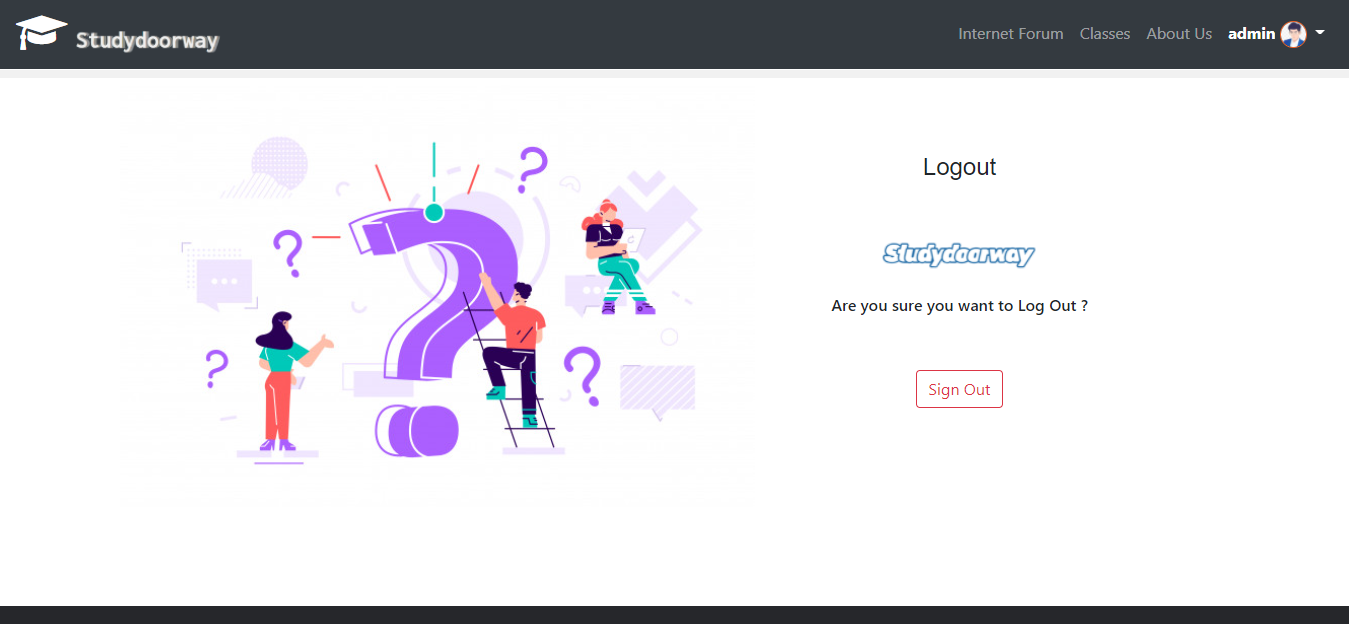 Studydoorway
Internet Forum Classes About Us admin
Logout
Studydoorway
Are you sure you want to Log Out ?
Sign Out